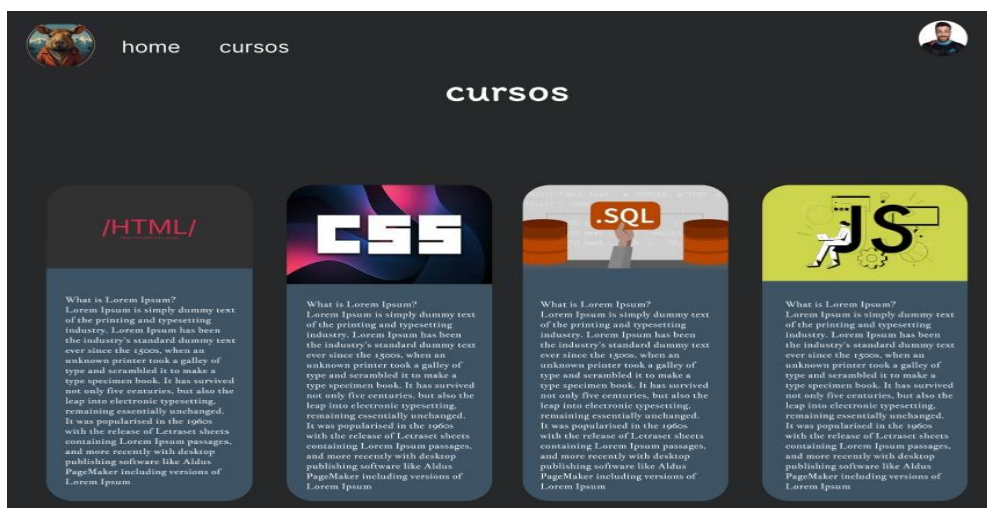 home
cursos
cursos
/HTML/
What is Lorem Ipsum?
Lorem Ipsum is simply dummy text
of the printing and typesetting
industry. Lorem Ipsum has been
the industry's standard dummy text
ever since the 1500s, when an
unknown printer took a galley of
type and scrambled it to make a
type specimen book. It has survived
not only five centuries, but also the
leap into electronic typesetting,
remaining essentially unchanged.
It was popularised in the 1960s
with the release of Letraset sheets
containing Lorem Ipsum passages,
and more recently with desktop
publishing software like Aldus
PageMaker including versions of
Lorem Ipsum
CSS
What is Lorem Ipsum?
Lorem Ipsum is simply dummy text
of the printing and typesetting
industry. Lorem Ipsum has been
the industry's standard dummy text
ever since the 1500s, when an
unknown printer took a galley of
type and scrambled it to make a
type specimen book. It has survived
not only five centuries, but also the
leap into electronic typesetting,
remaining essentially unchanged.
It was popularised in the 1960s
with the release of Letraset sheets
containing Lorem Ipsum passages,
and more recently with desktop
publishing software like Aldus
PageMaker including versions of
Lorem Ipsum
.SQL
What is Lorem Ipsum?
Lorem Ipsum is simply dummy text
of the printing and typesetting
industry. Lorem Ipsum has been
the industry's standard dummy text
ever since the 1500s, when an
unknown printer took a galley of
type and scrambled it to make a
type specimen book. It has survived
not only five centuries, but also the
leap into electronic typesetting,
remaining essentially unchanged.
It was popularised in the 1960s
with the release of Letraset sheets
containing Lorem Ipsum passages,
and more recently with desktop
publishing software like Aldus
PageMaker including versions of
Lorem Ipsum
JS
What is Lorem Ipsum?
Lorem Ipsum is simply dummy text
of the printing and typesetting
industry. Lorem Ipsum has been
the industry's standard dummy text
ever since the 1500s, when an
unknown printer took a galley of
type and scrambled it to make a
type specimen book. It has survived
not only five centuries, but also the
leap into electronic typesetting,
remaining essentially unchanged.
It was popularised in the 1960s
with the release of Letraset sheets
containing Lorem Ipsum passages,
and more recently with desktop
publishing software like Aldus
PageMaker including versions of
Lorem Ipsum